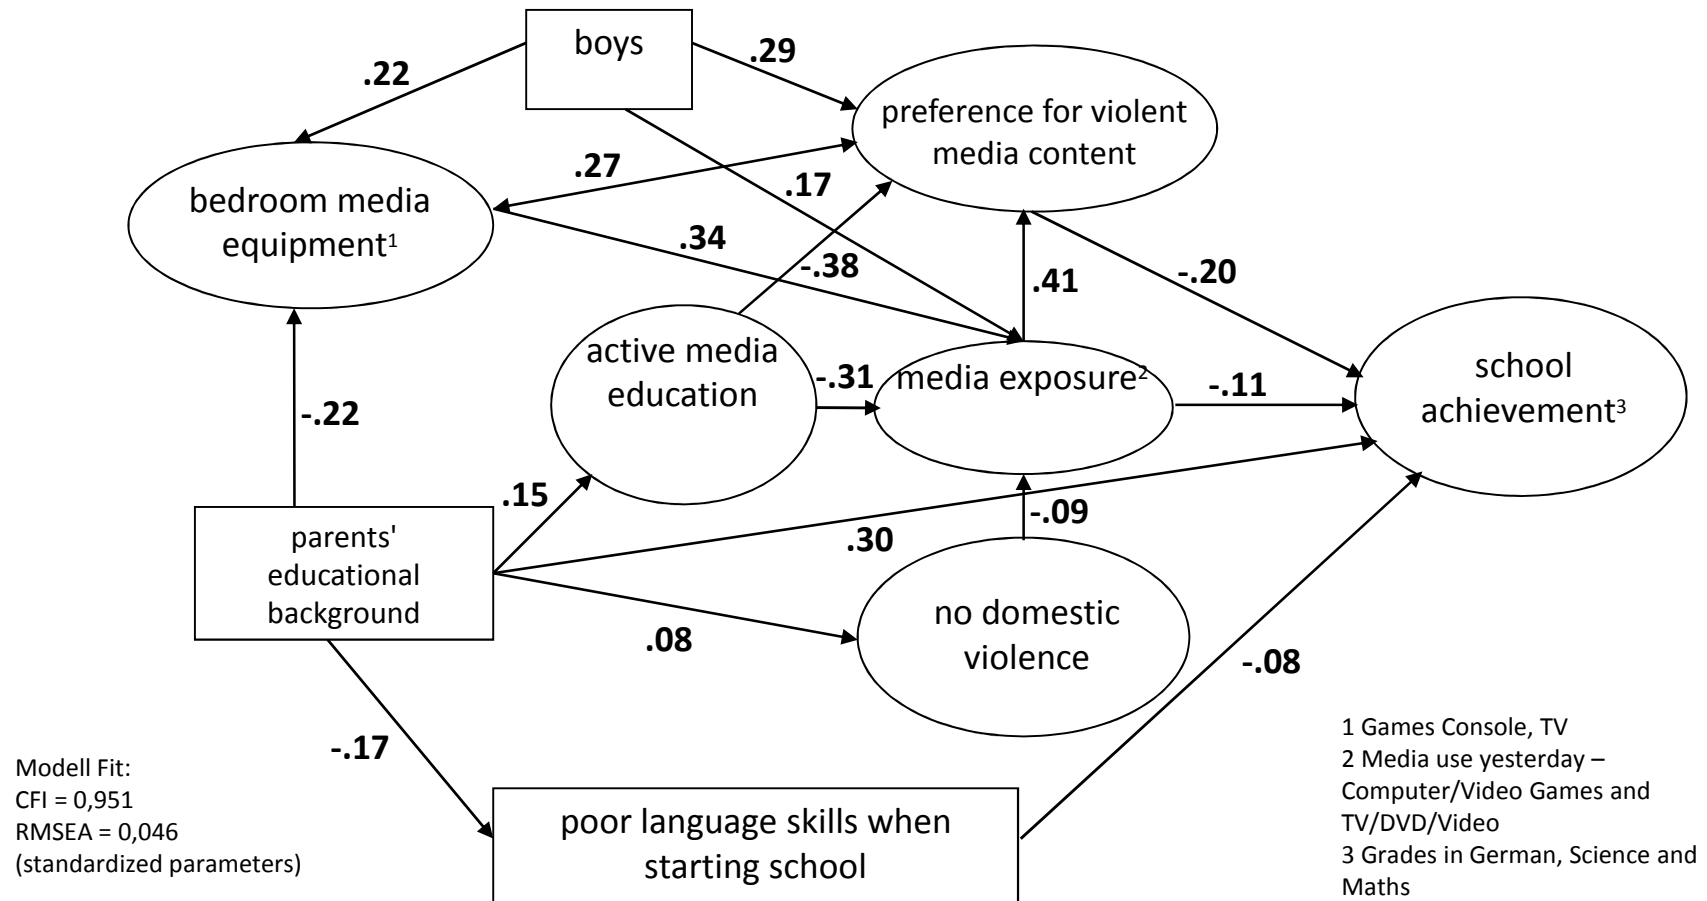 boys
.29
.22
preference for violent
media content
.27
.17
bedroom media
equipment¹
.34
-.38
.41
-.20
active media
education
-.31
media exposure²
-.11
school
achievement³
-.22
.15
-.09
.30
parents'
educational
background
no domestic
violence
.08
-.08
-.17
Modell Fit:
CFI = 0,951
RMSEA = 0,046
(standardized parameters)
poor language skills when
starting school
1 Games Console, TV
2 Media use yesterday –
Computer/Video Games and
TV/DVD/Video
3 Grades in German, Science and
Maths